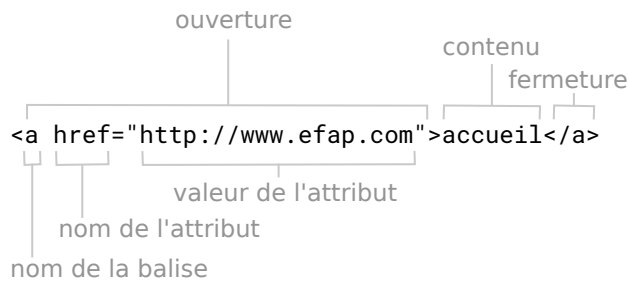 ouverture
contenu
fermeture
<a href="http://www.efap.com">accueil</a>
valeur de l'attribut
nom de l'attribut
nom de la balise